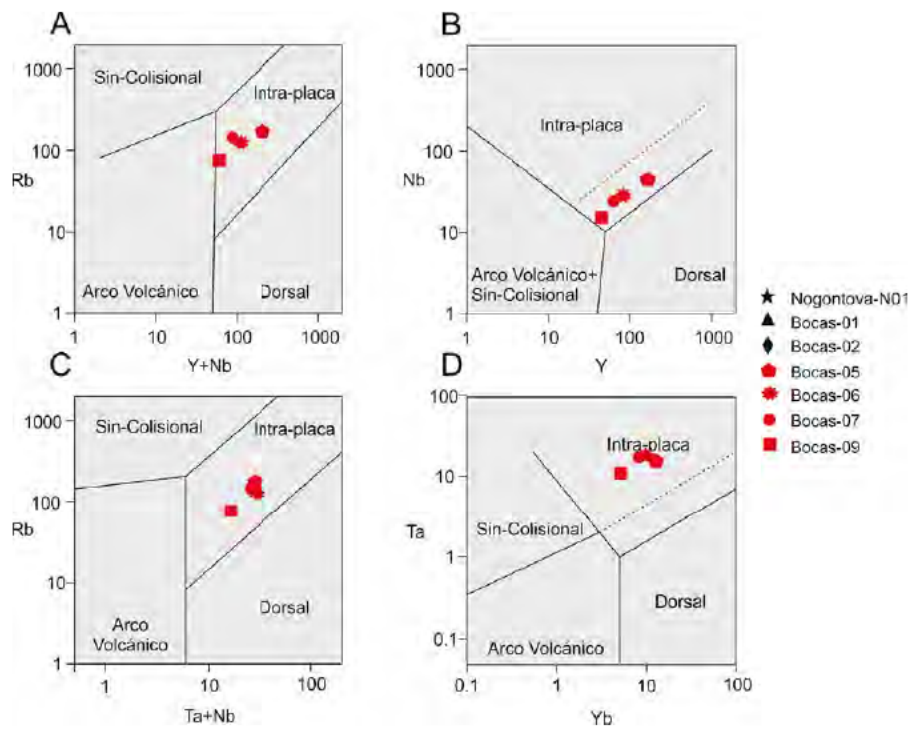 A
1000
100
Rb
10
1
Sin-Colisional
Intra-placa
Arco Volcánico
Dorsal
1
10
100
1000
Y+Nb
B
1000
100
Nb
10
1
Intra-placa
Arco Volcánico+
Sin-Colisional
Dorsal
1
10
100
1000
Y
C
1000
100
Rb
10
1
Sin-Colisional
Intra-placa
Arco
Volcánico
Dorsal
1
10
100
Ta+Nb
D
100
10
Ta
1
0.1
Intra-placa
Sin-Colisional
Arco Volcánico
Dorsal
0.1
1
10
100
Yb
Nogontova-N01
Bocas-01
Bocas-02
Bocas-05
Bocas-06
Bocas-07
Bocas-09